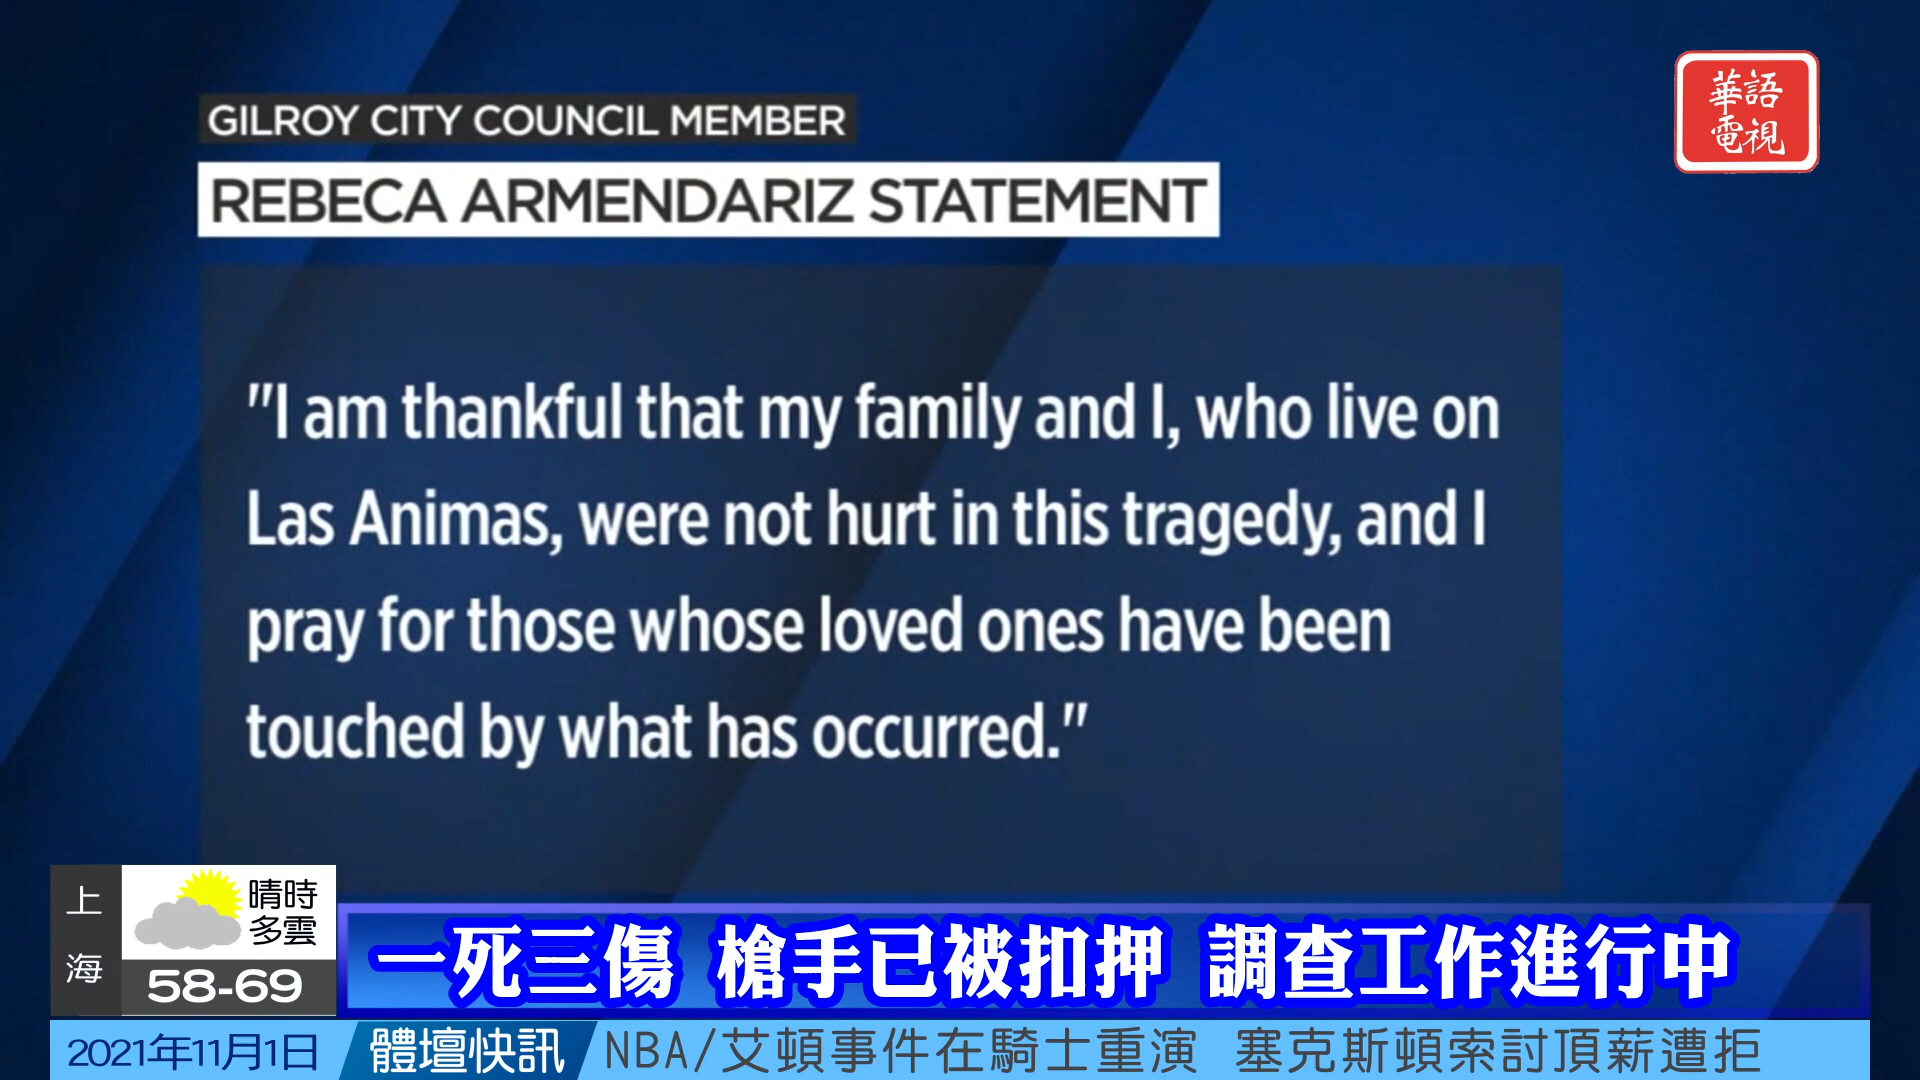 GILROY CITY COUNCIL MEMBER
華語
電視
REBECA ARMENDARIZ STATEMENT
"I am thankful that my family and I, who live on
Las Animas, were not hurt in this tragedy, and I
pray for those whose loved ones have been
touched by what has occurred."
上海
晴時
多雲
58-69
一死三傷 槍手已被扣押 調查工作進行中
2021年11月1日
體壇快訊
NBA/艾頓事件在騎士重演 塞克斯頓索討頂薪遭拒